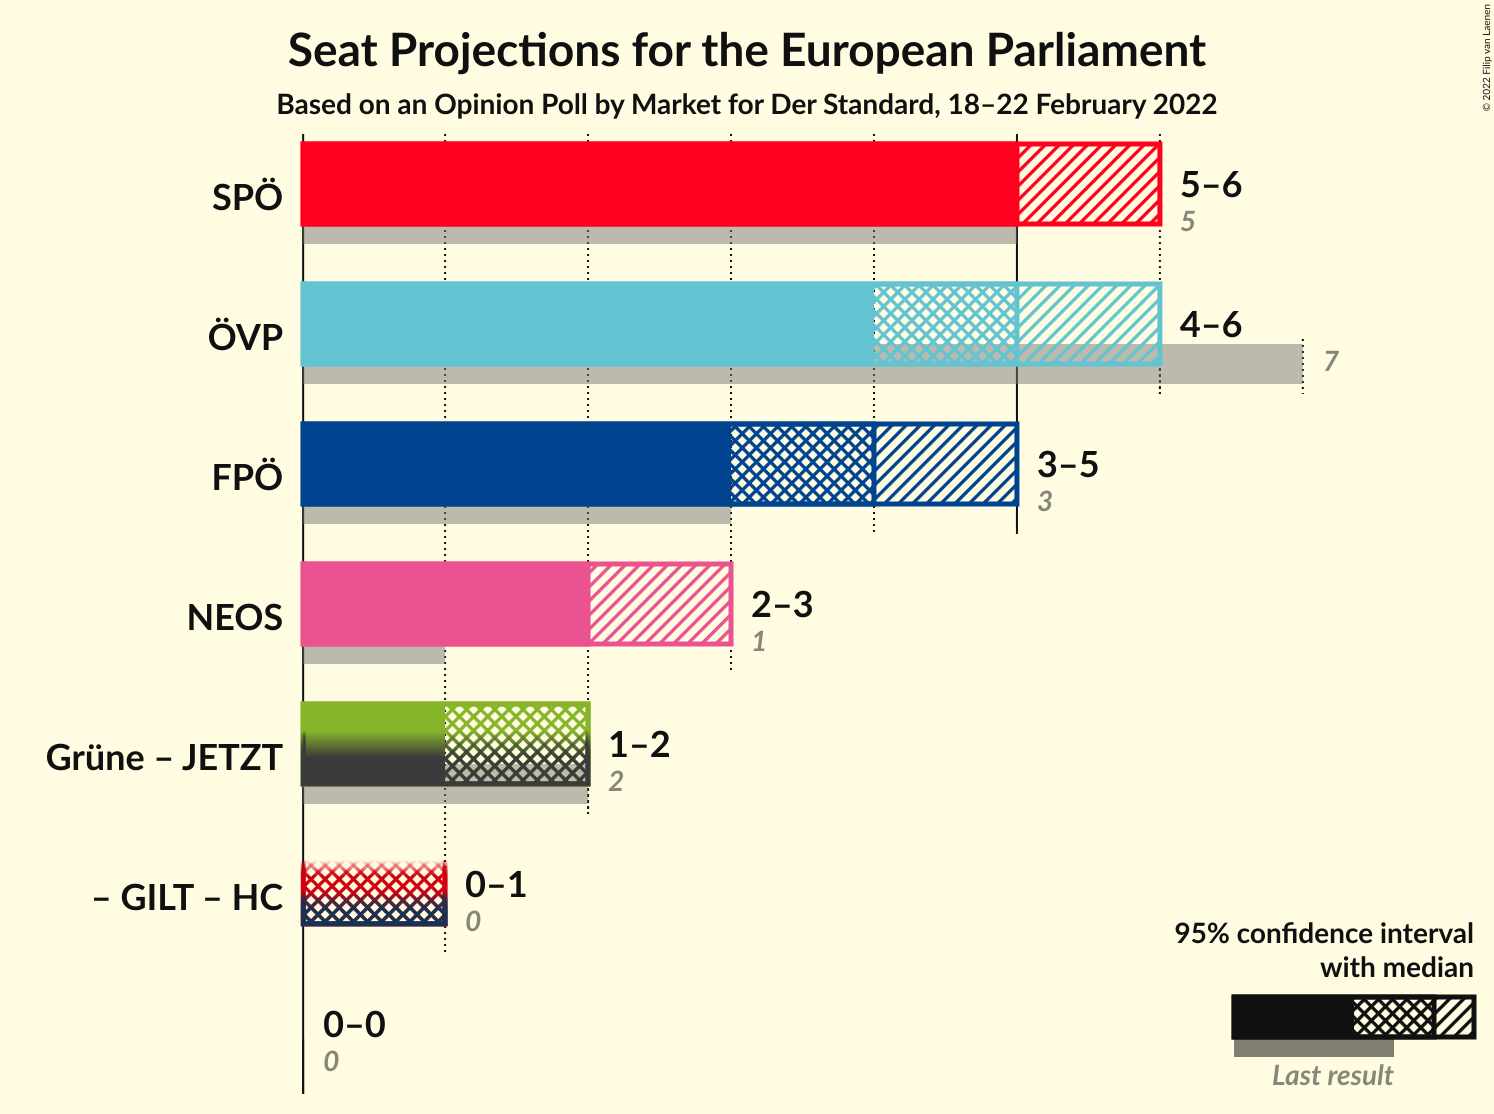 Seat Projections for the European Parliament
Based on an Opinion Poll by Market for Der Standard, 18–22 February 2022
© 2022 Filip van Laenen
SPÖ
5–6
5
ÖVP
4–6
7
FPÖ
3–5
3
NEOS
2–3
1
Grüne – JETZT
1–2
2
– GILT – HC
0–1
0
0–0
0
95% confidence interval
with median
Last result